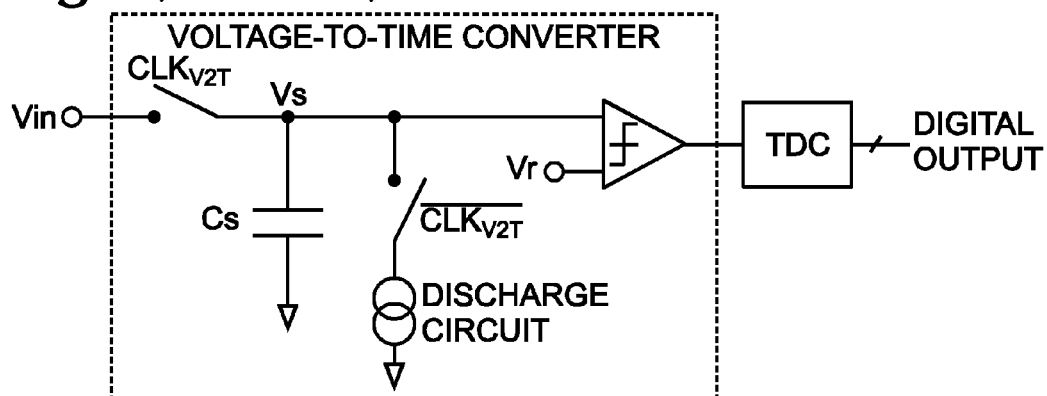 VOLTAGE-TO-TIME CONVERTER
CLKV2T
Vin
Vs
Vr
TDC
DIGITAL
OUTPUT
Cs
CLKV2T
DISCHARGE
CIRCUIT